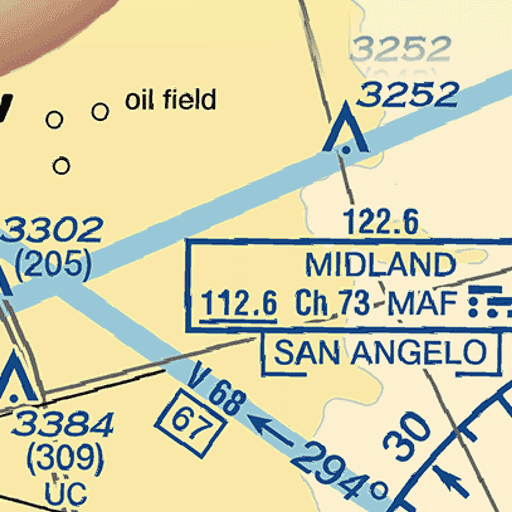 3252
3252
oil field
122.6
3302
(205)
MIDLAND
112.6 Ch 73 MAF
SAN ANGELO
V 68
67
294°
30
3384
(309)
UC